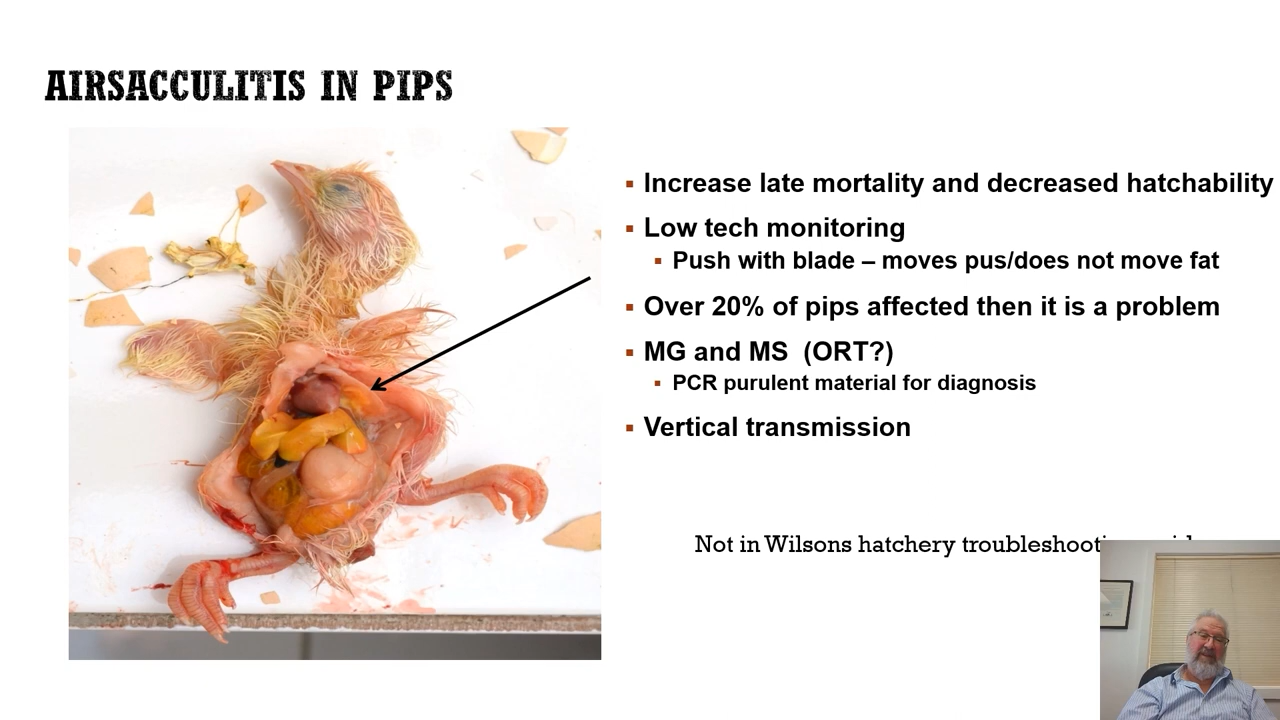 AIRSACCULITIS IN PIPS
Increase late mortality and decreased hatchability
Low tech monitoring
Push with blade – moves pus/does not move fat
Over 20% of pips affected then it is a problem
MG and MS (ORT?)
PCR purulent material for diagnosis
Vertical transmission
Not in Wilsons hatchery